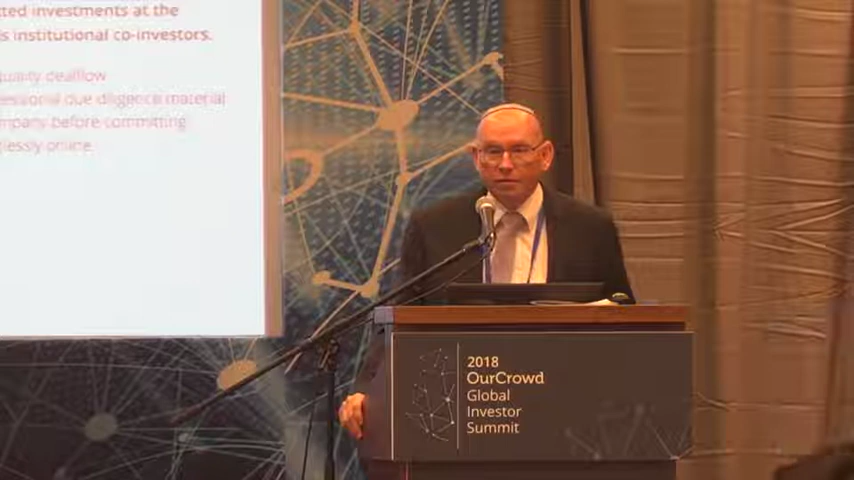 ted investments at the
s institutional co-investors.
uality dealflow
essional due diligence material
mpany before committing
lessly online.
2018
OurCrowd
Global
Investor
Summit